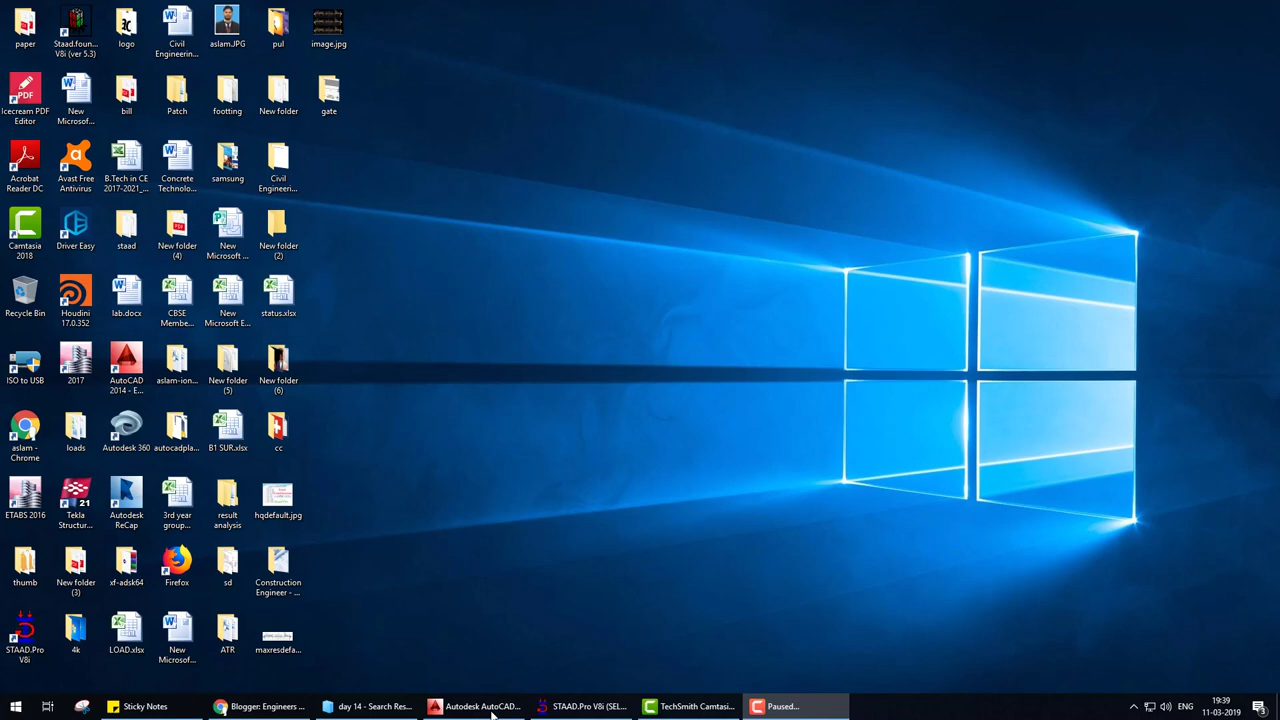 paper
Staad.foun...
V8i (ver 5.3)
logo
Civil
Engineerin...
aslam.JPG
pul
image.jpg
Icecream PDF
Editor
New
Microsof...
bill
Patch
footting
New folder
gate
Acrobat
Reader DC
Avast Free
Antivirus
B.Tech in CE
2017-2021_...
Concrete
Technolo...
samsung
Civil
Engineeri...
Camtasia
2018
Driver Easy
staad
New folder
(4)
New
Microsoft ...
New folder
(2)
Recycle Bin
Houdini
17.0.352
lab.docx
CBSE
Membe...
New
Microsoft E...
status.xlsx
ISO to USB
2017
AutoCAD
2014 - E...
aslam-ion...
New folder
(5)
New folder
(6)
aslam -
Chrome
loads
Autodesk 360
autocadpla...
B1 SUR.xlsx
cc
ETABS 2016
Tekla
Structur...
Autodesk
ReCap
3rd year
group...
result
analysis
hqdefault.jpg
thumb
New folder
(3)
xf-adsk64
Firefox
sd
Construction
Engineer - ...
STAAD.Pro
V8i
4k
LOAD.xlsx
New
Microsof...
ATR
maxresdefa...
Sticky Notes
Blogger: Engineers ...
day 14 - Search Res...
Autodesk AutoCAD...
STAAD.Pro V8i (SEL...
TechSmith Camtasi...
Paused...
ENG
19:39
11-03-2019
3